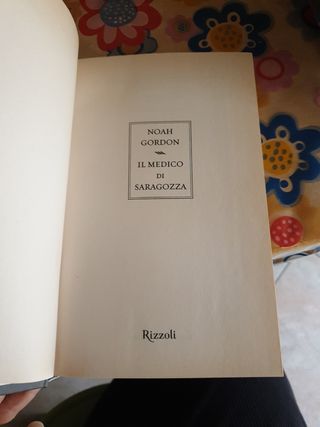 NOAH
GORDON
IL MEDICO
DI
SARAGOZZA
Rizzoli